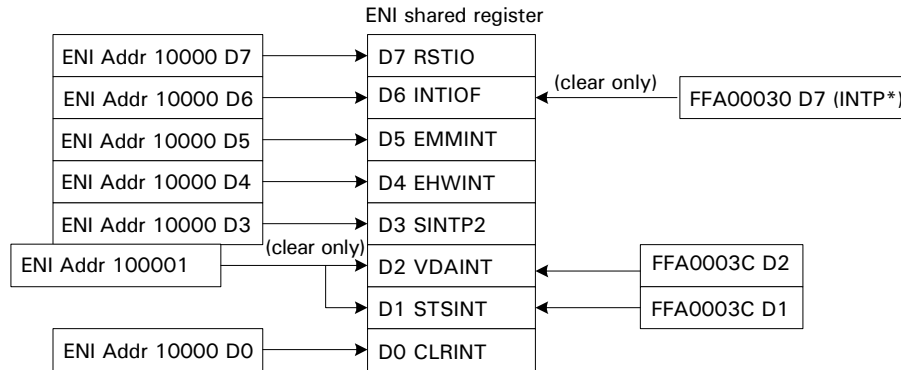 ENI shared register
ENI Addr 10000 D7
D7 RSTIO
ENI Addr 10000 D6
D6 INTIOF
(clear only)
FFA00030 D7 (INTP*)
ENI Addr 10000 D5
D5 EMMINT
ENI Addr 10000 D4
D4 EHWINT
ENI Addr 10000 D3
D3 SINTP2
(clear only)
ENI Addr 100001
D2 VDAINT
FFA0003C D2
D1 STSINT
FFA0003C D1
ENI Addr 10000 D0
D0 CLRINT